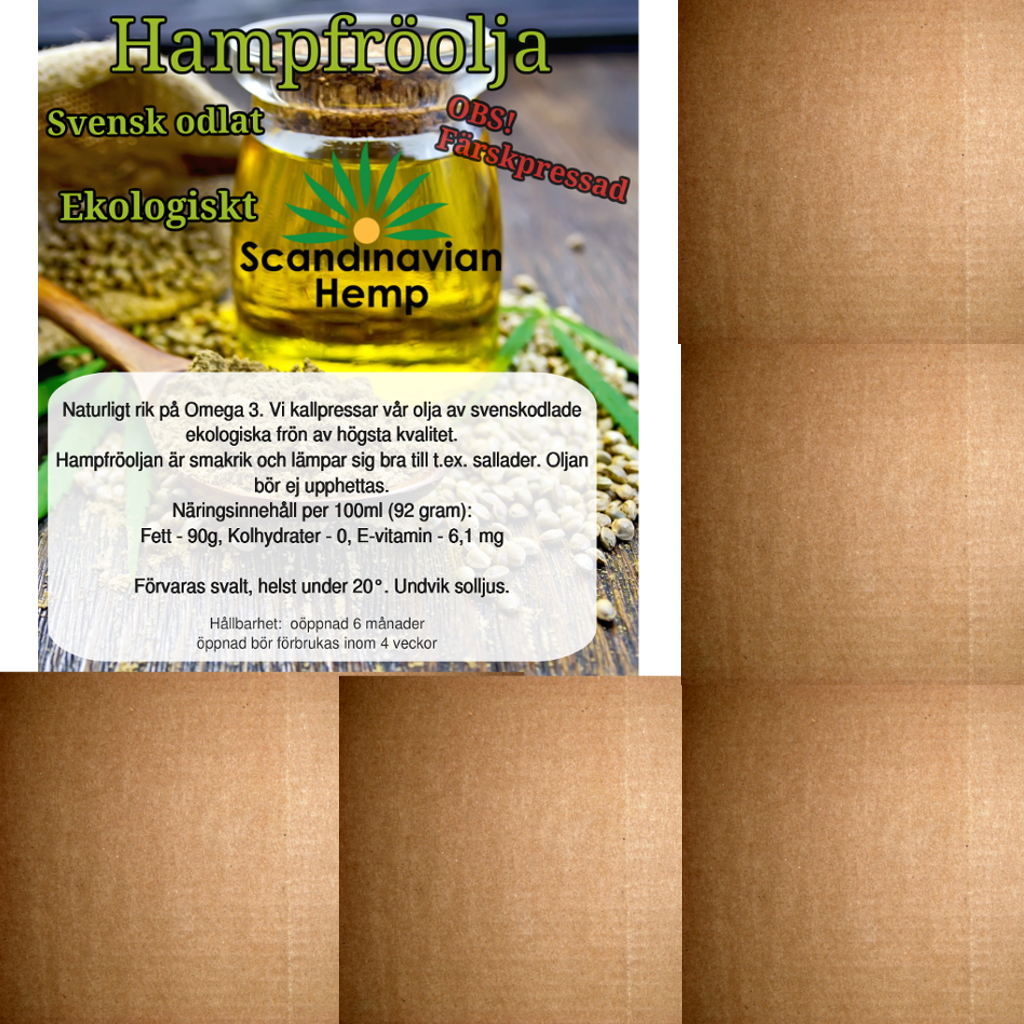 Hampfröolja
Svensk odlat
OBS!
Färskpressad
Ekologiskt
Scandinavian
Hemp
Naturligt rik på Omega 3. Vi kallpressar vår olja av svenskodlade
ekologiska frön av högsta kvalitet.
Hampfröoljan är smakrik och lämpar sig bra till t.ex. sallader. Oljan
bör ej upphettas.
Näringsinnehåll per 100ml (92 gram):
Fett - 90g, Kolhydrater - 0, E-vitamin - 6,1 mg
Förvaras svalt, helst under 20°. Undvik solljus.
Hållbarhet: oöppnad 6 månader
öppnad bör förbrukas inom 4 veckor